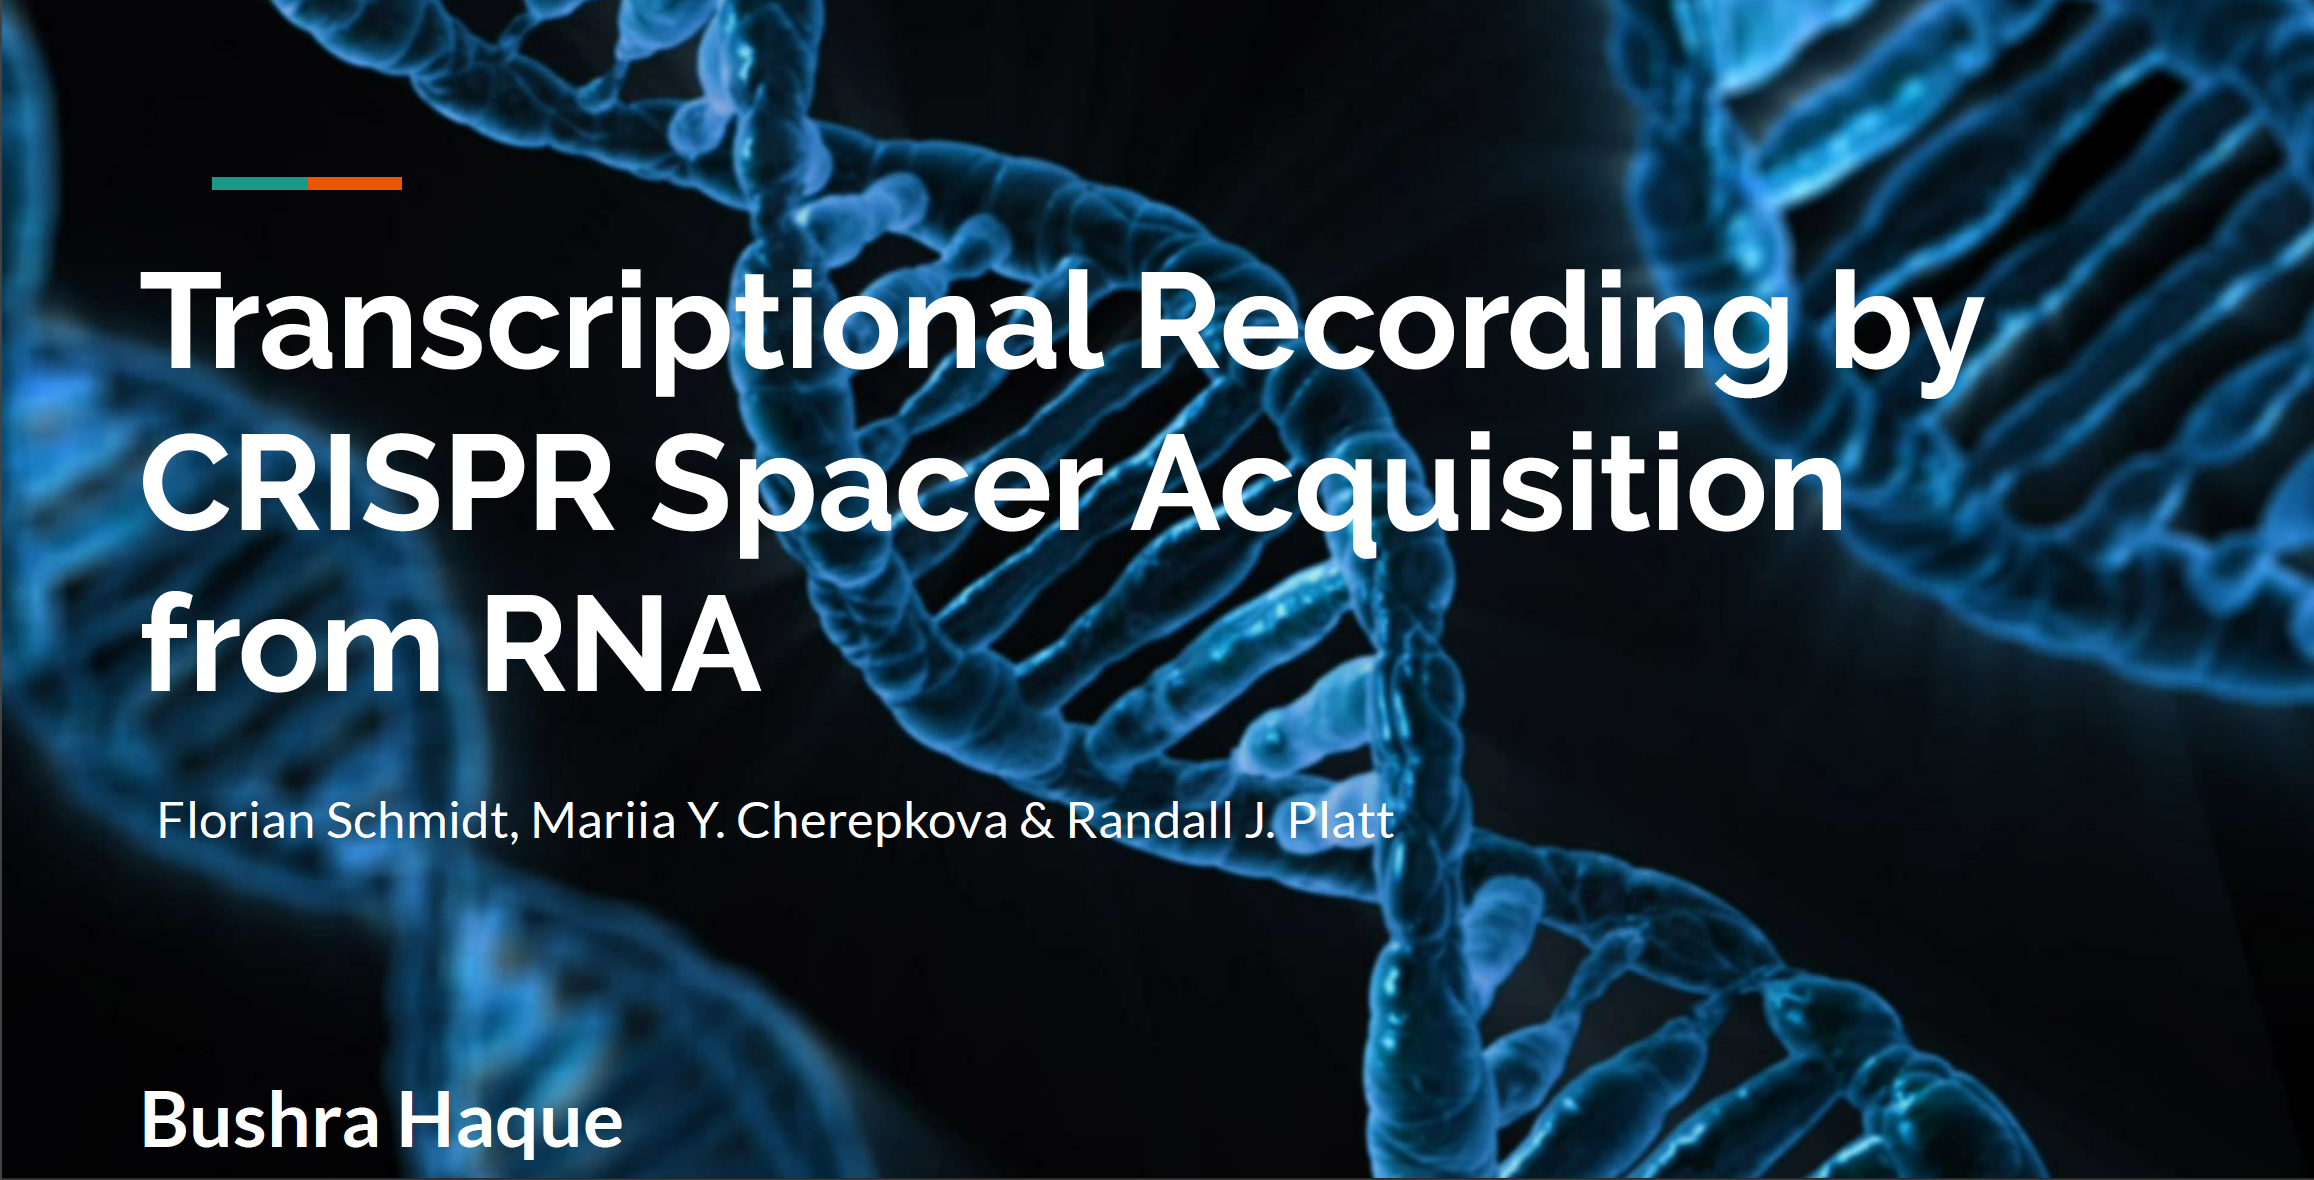 Transcriptional Recording by
CRISPR Spacer Acquisition
from RNA
Florian Schmidt, Mariia Y. Cherepkova & Randall J. Platt
Bushra Haque